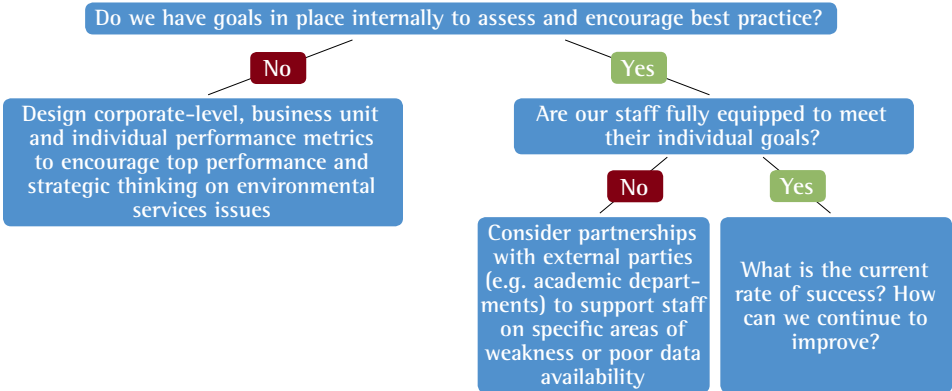 Do we have goals in place internally to assess and encourage best practice?
No
Yes
Design corporate-level, business unit
and individual performance metrics
to encourage top performance and
strategic thinking on environmental
services issues
Are our staff fully equipped to meet
their individual goals?
No
Yes
Consider partnerships
with external parties
(e.g. academic depart-
ments) to support staff
on specific areas of
weakness or poor data
availability
What is the current
rate of success? How
can we continue to
improve?